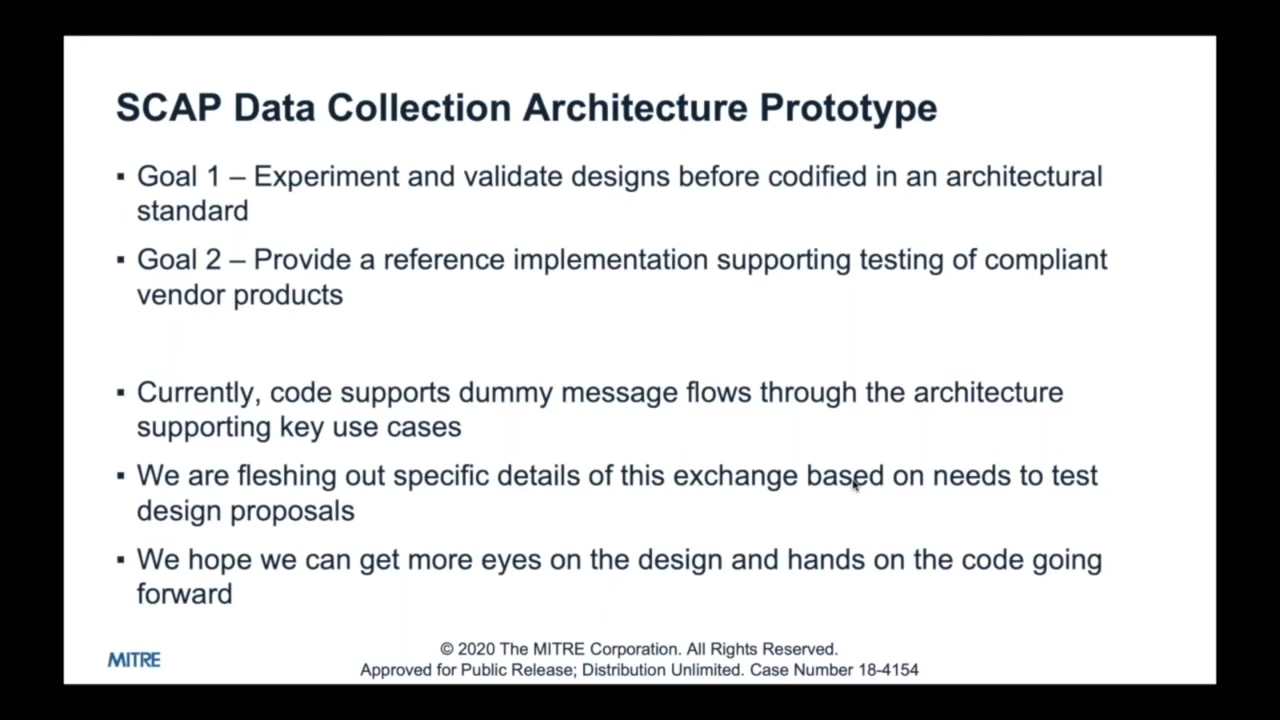 SCAP Data Collection Architecture Prototype
▪ Goal 1 – Experiment and validate designs before codified in an architectural
standard
▪ Goal 2 – Provide a reference implementation supporting testing of compliant
vendor products
▪ Currently, code supports dummy message flows through the architecture
supporting key use cases
▪ We are fleshing out specific details of this exchange based on needs to test
design proposals
▪ We hope we can get more eyes on the design and hands on the code going
forward
MITRE
© 2020 The MITRE Corporation. All Rights Reserved.
Approved for Public Release; Distribution Unlimited. Case Number 18-4154